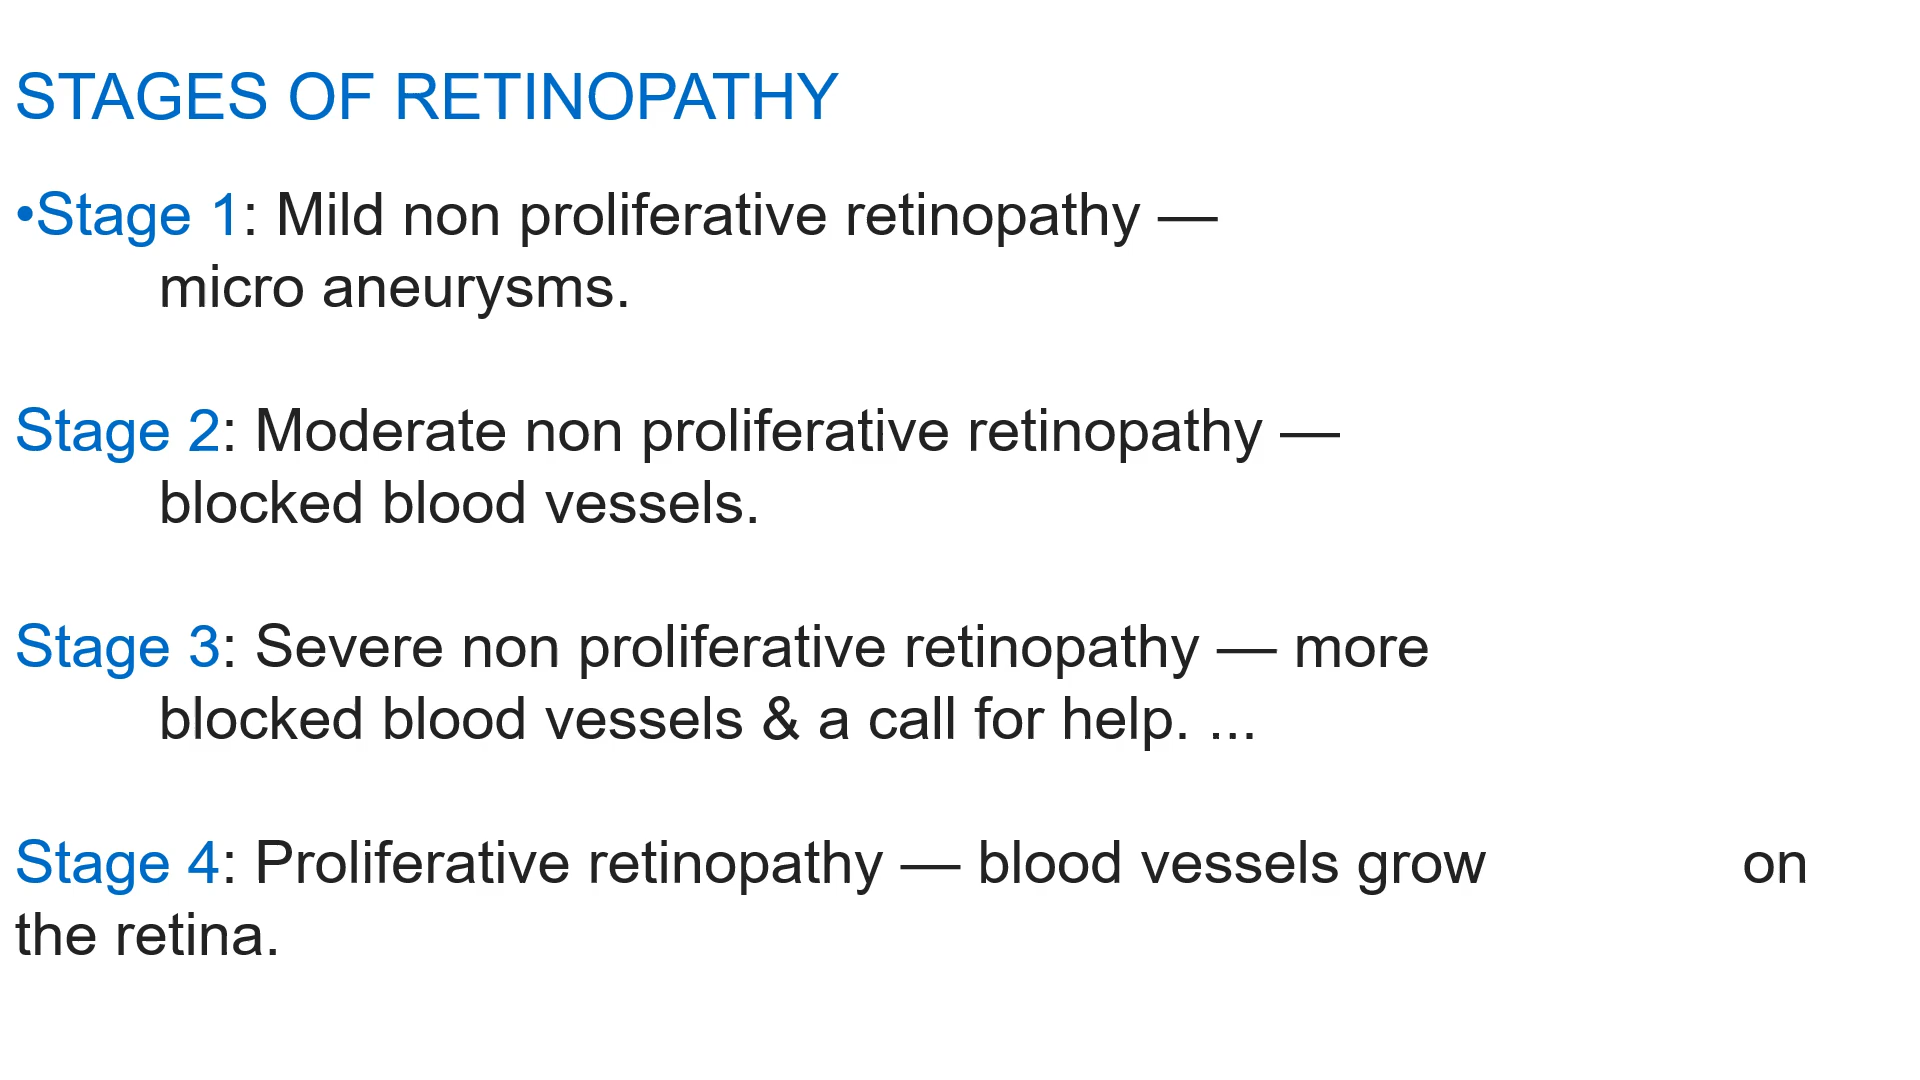 STAGES OF RETINOPATHY
•Stage 1: Mild non proliferative retinopathy —
micro aneurysms.
Stage 2: Moderate non proliferative retinopathy —
blocked blood vessels.
Stage 3: Severe non proliferative retinopathy — more
blocked blood vessels & a call for help. ...
Stage 4: Proliferative retinopathy — blood vessels grow on
the retina.